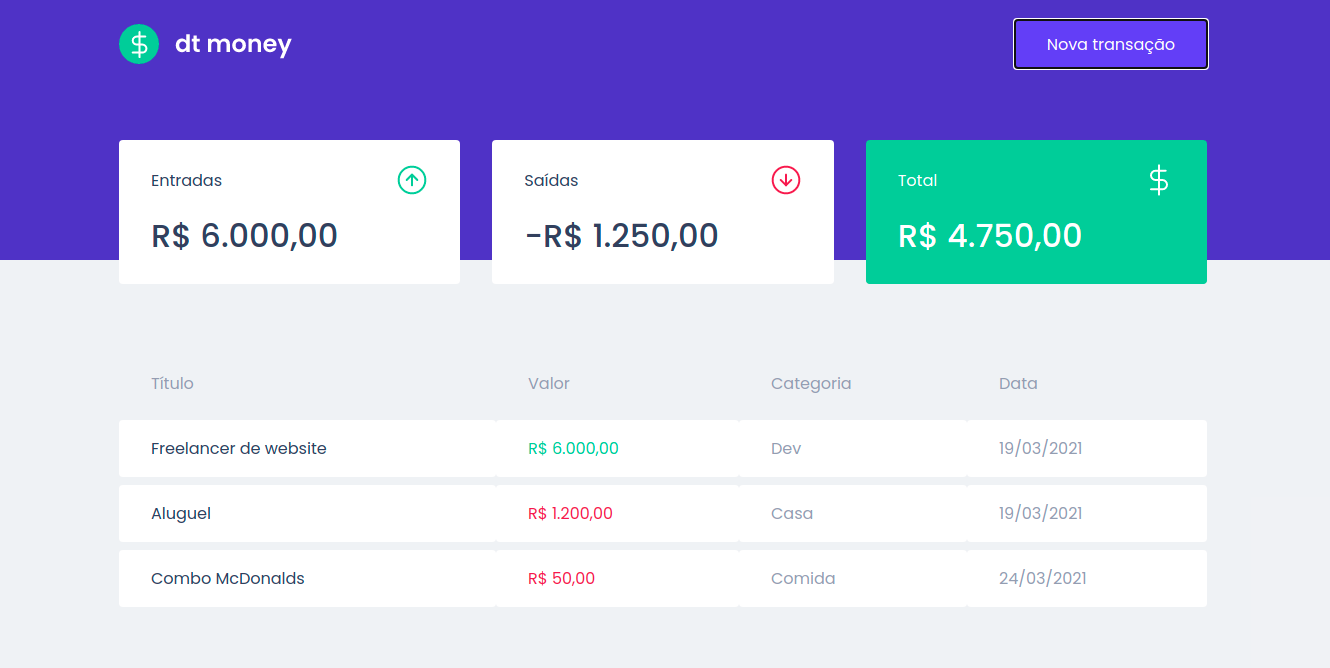 $ dt money
Nova transação
Entradas
R$ 6.000,00
Saídas
-R$ 1.250,00
Total
$
R$ 4.750,00
Título Valor Categoria Data
Freelancer de website R$ 6.000,00 Dev 19/03/2021
Aluguel R$ 1.200,00 Casa 19/03/2021
Combo McDonalds R$ 50,00 Comida 24/03/2021